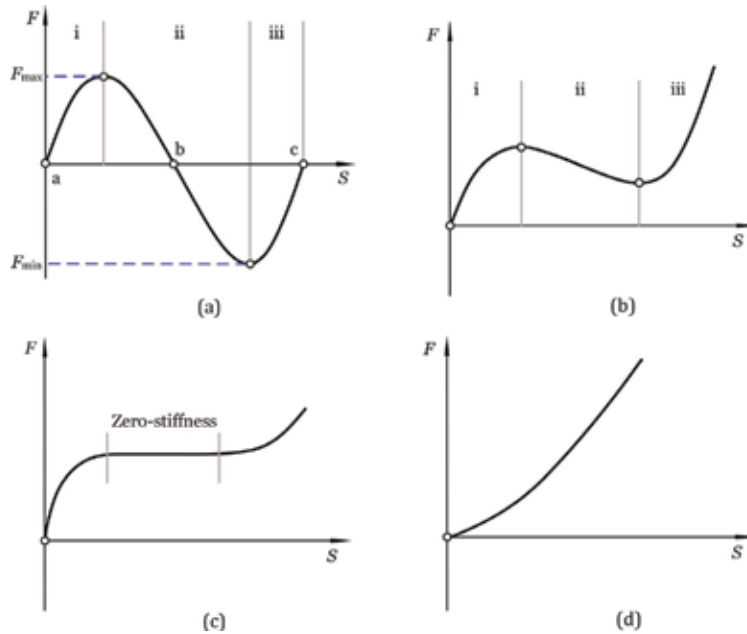 F i ii iii
Fmax
b
c
a
S
Fmin
(a)
F
i ii iii
S
(b)
F
Zero-stiffness
S
(c)
F
S
(d)